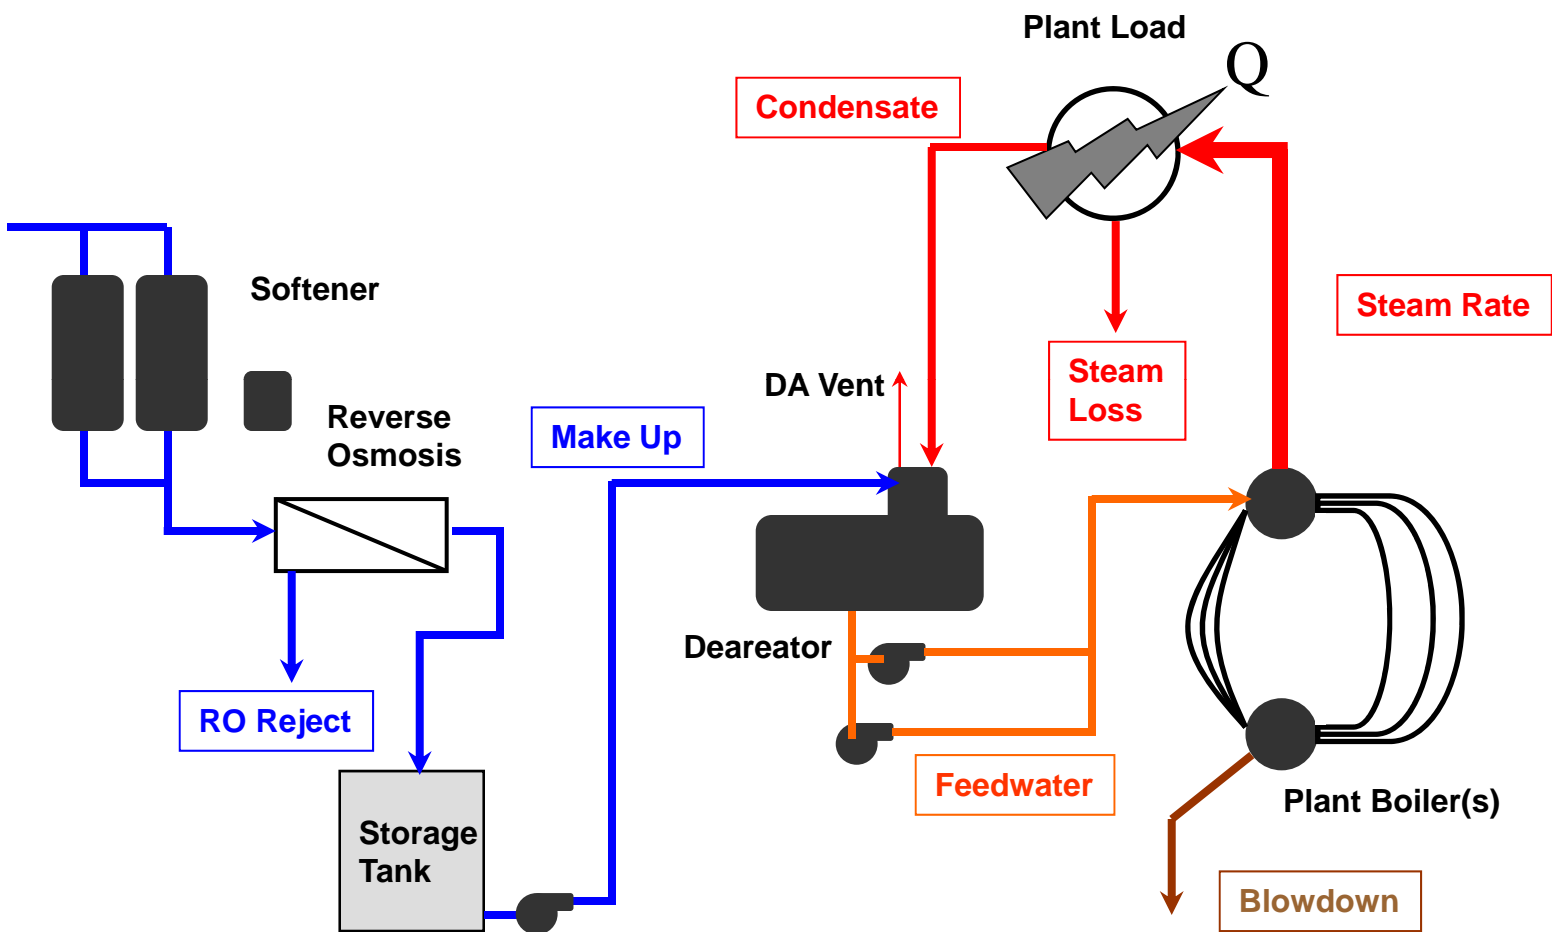 Plant Load
Q
Condensate
Softener
Steam Rate
DA Vent
Steam
Loss
Reverse
Osmosis
Make Up
Deareator
RO Reject
Feedwater
Plant Boiler(s)
Storage
Tank
Blowdown